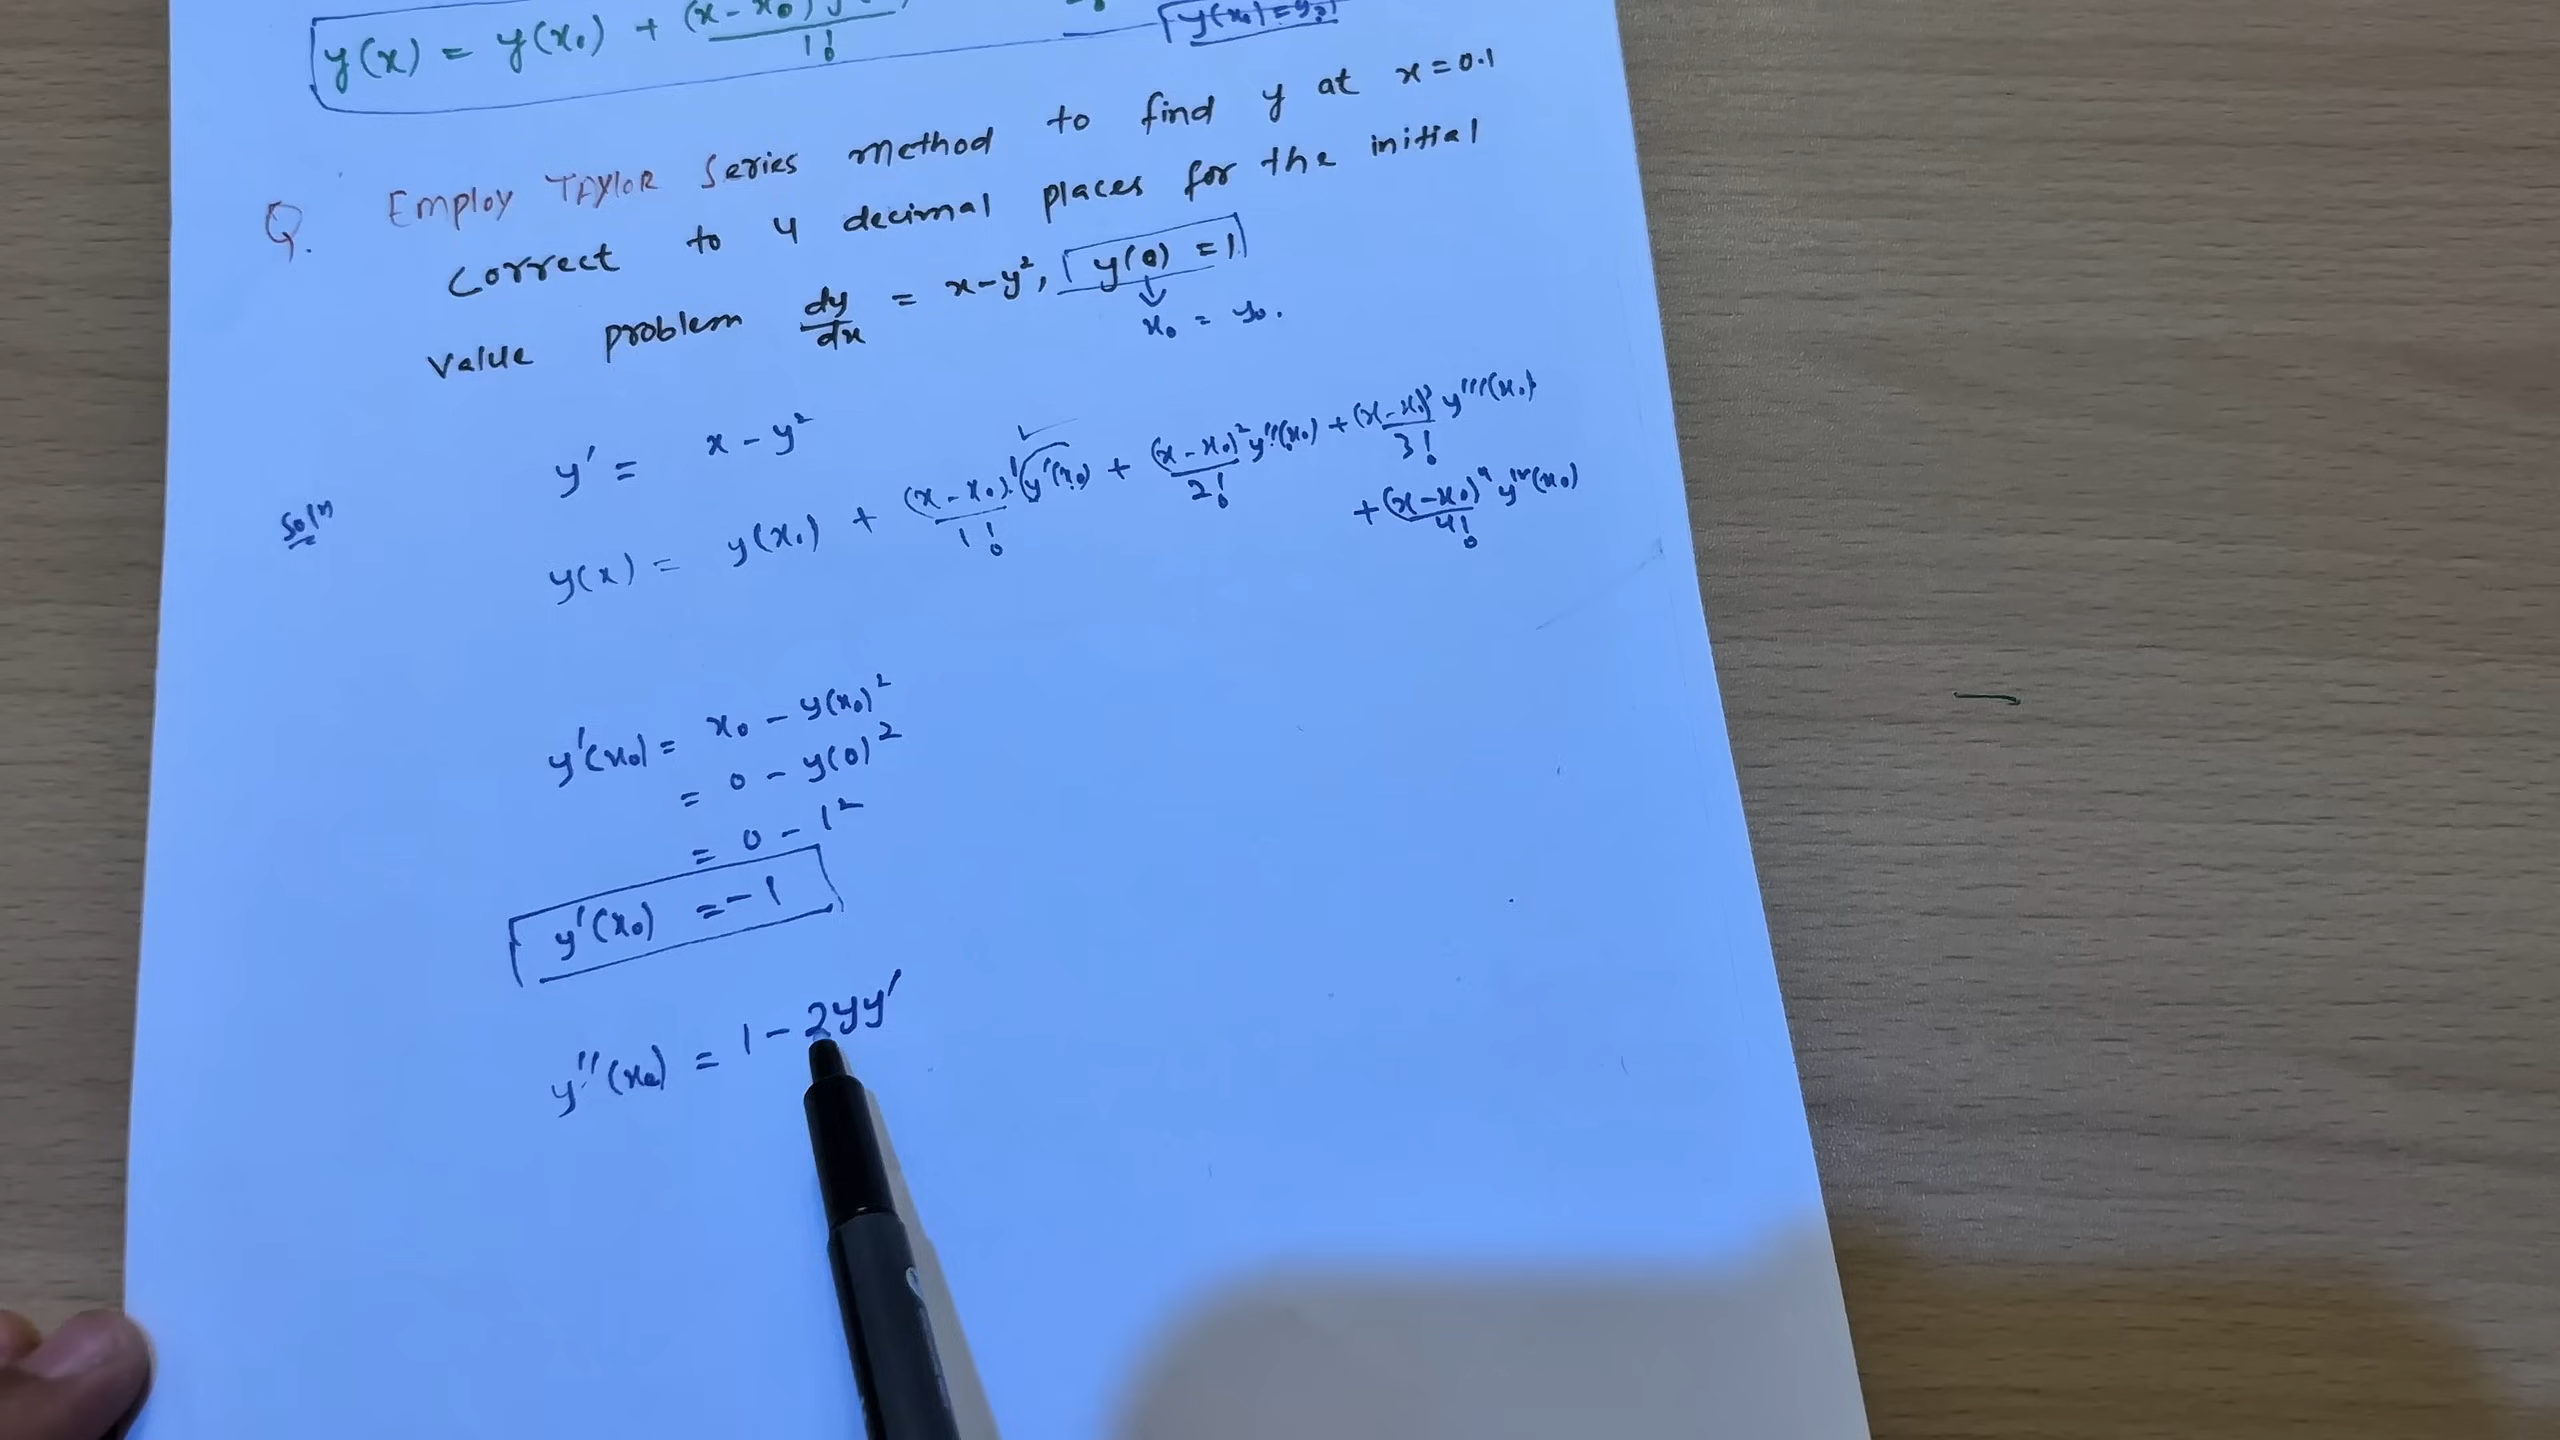 y(x) = y(x₀) + (x-x₀) / 1!
y(x₀)=y₀
Q. Employ TAYLOR Series method to find y at x=0.1
correct to 4 decimal places for the initial
value problem dy/dx = x-y², y(0) = 1
x₀ = y₀.
Soln
y' = x - y²
y(x) = y(x₀) + (x-x₀)¹/1! y'(x₀) + (x-x₀)²/2! y''(x₀) + (x-x₀)³/3! y'''(x₀)
+ (x-x₀)⁴/4! yⁱᵛ(x₀)
y'(x₀) = x₀ - y(x₀)²
= 0 - y(0)²
= 0 - 1²
y'(x₀) = -1
y''(x₀) = 1 - 2yy'